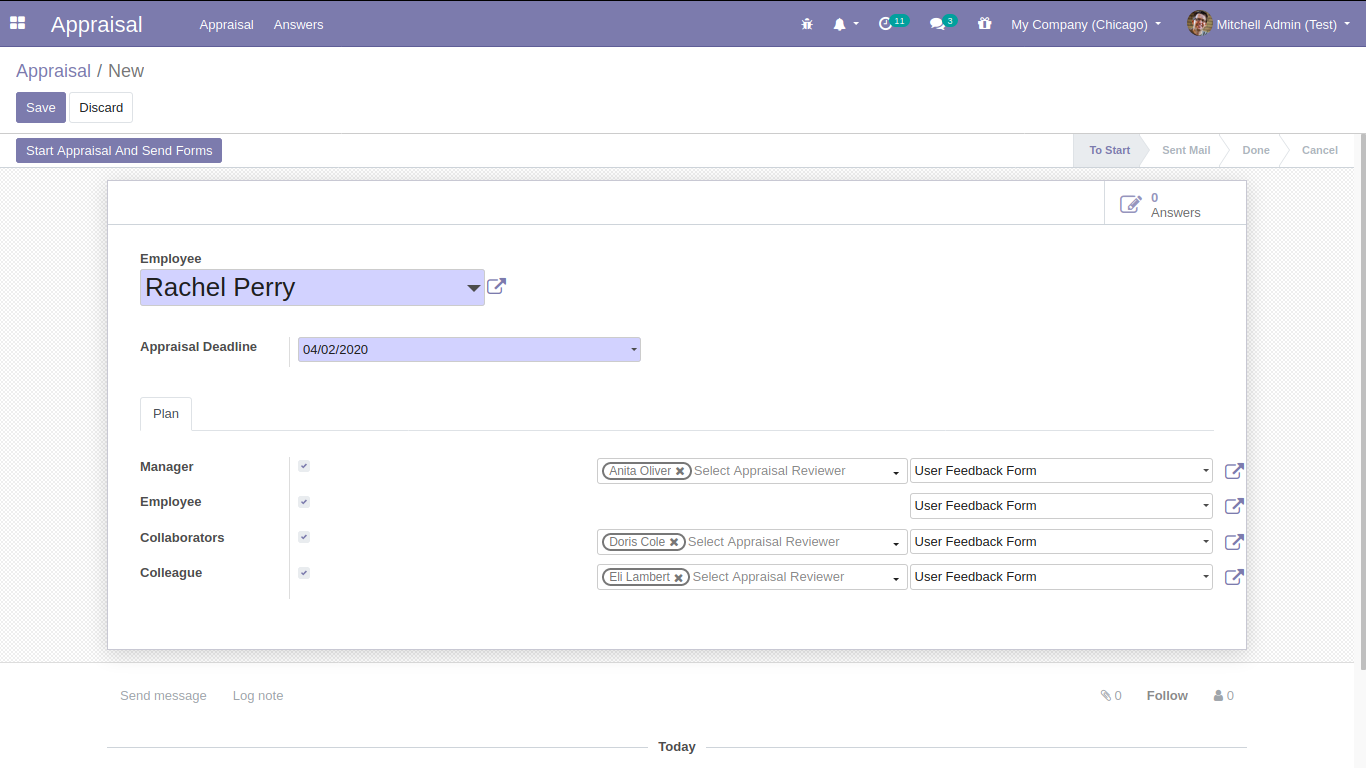 Appraisal Appraisal Answers 11 3 My Company (Chicago) Mitchell Admin (Test)
Appraisal / New
Save Discard
Start Appraisal And Send Forms To Start Sent Mail Done Cancel
0
Answers
Employee
Rachel Perry
Appraisal Deadline 04/02/2020
Plan
Manager Anita Oliver Select Appraisal Reviewer User Feedback Form
Employee User Feedback Form
Collaborators Doris Cole Select Appraisal Reviewer User Feedback Form
Colleague Eli Lambert Select Appraisal Reviewer User Feedback Form
Send message Log note 0 Follow 0
Today